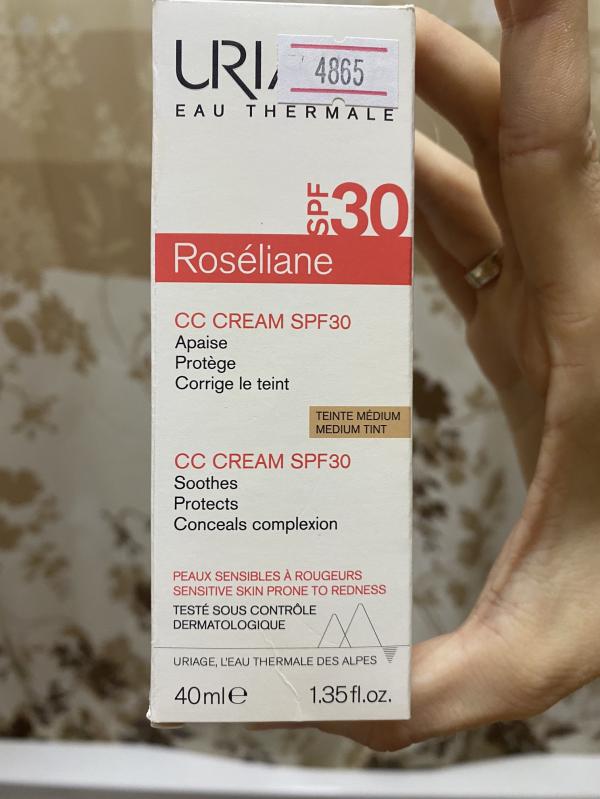 URIA
4865
EAU THERMALE
SPF30
Roséliane
CC CREAM SPF30
Apaise
Protège
Corrige le teint
TEINTE MÉDIUM
MEDIUM TINT
CC CREAM SPF30
Soothes
Protects
Conceals complexion
PEAUX SENSIBLES À ROUGEURS
SENSITIVE SKIN PRONE TO REDNESS
TESTÉ SOUS CONTRÔLE
DERMATOLOGIQUE
URIAGE, L'EAU THERMALE DES ALPES
40 ml e 1.35 fl.oz.